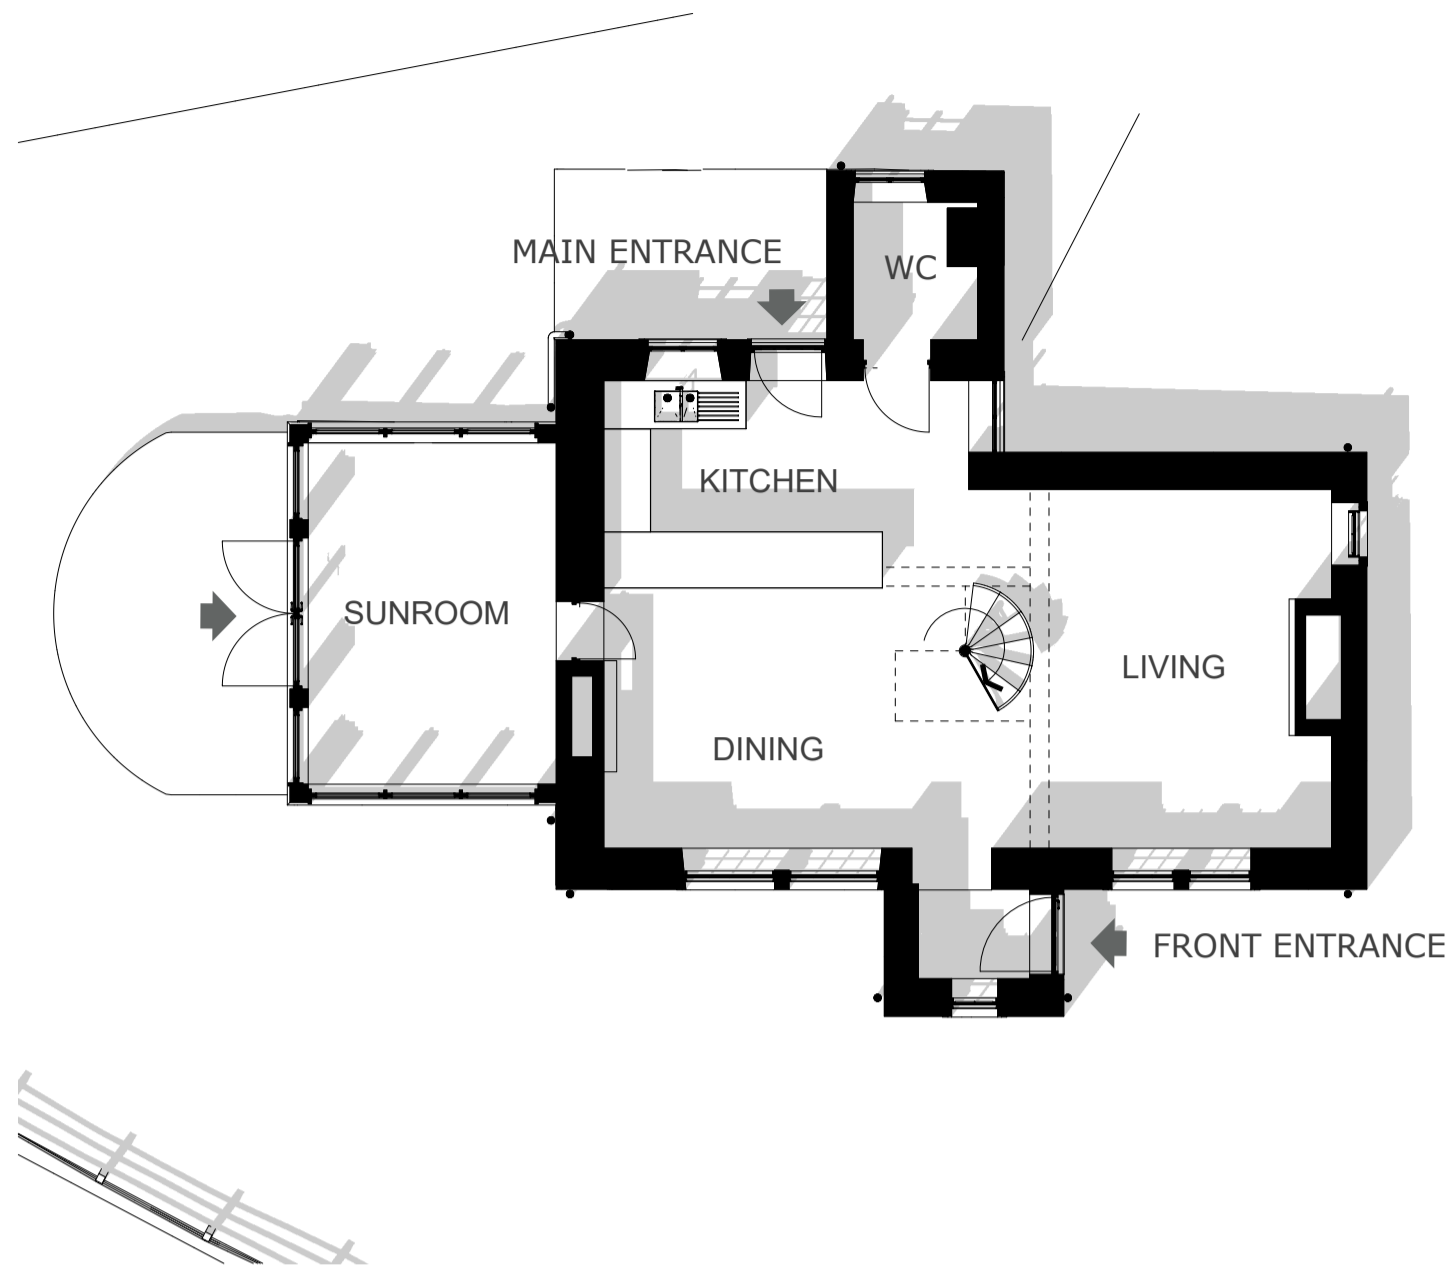 MAIN ENTRANCE
WC
KITCHEN
SUNROOM
LIVING
DINING
FRONT ENTRANCE